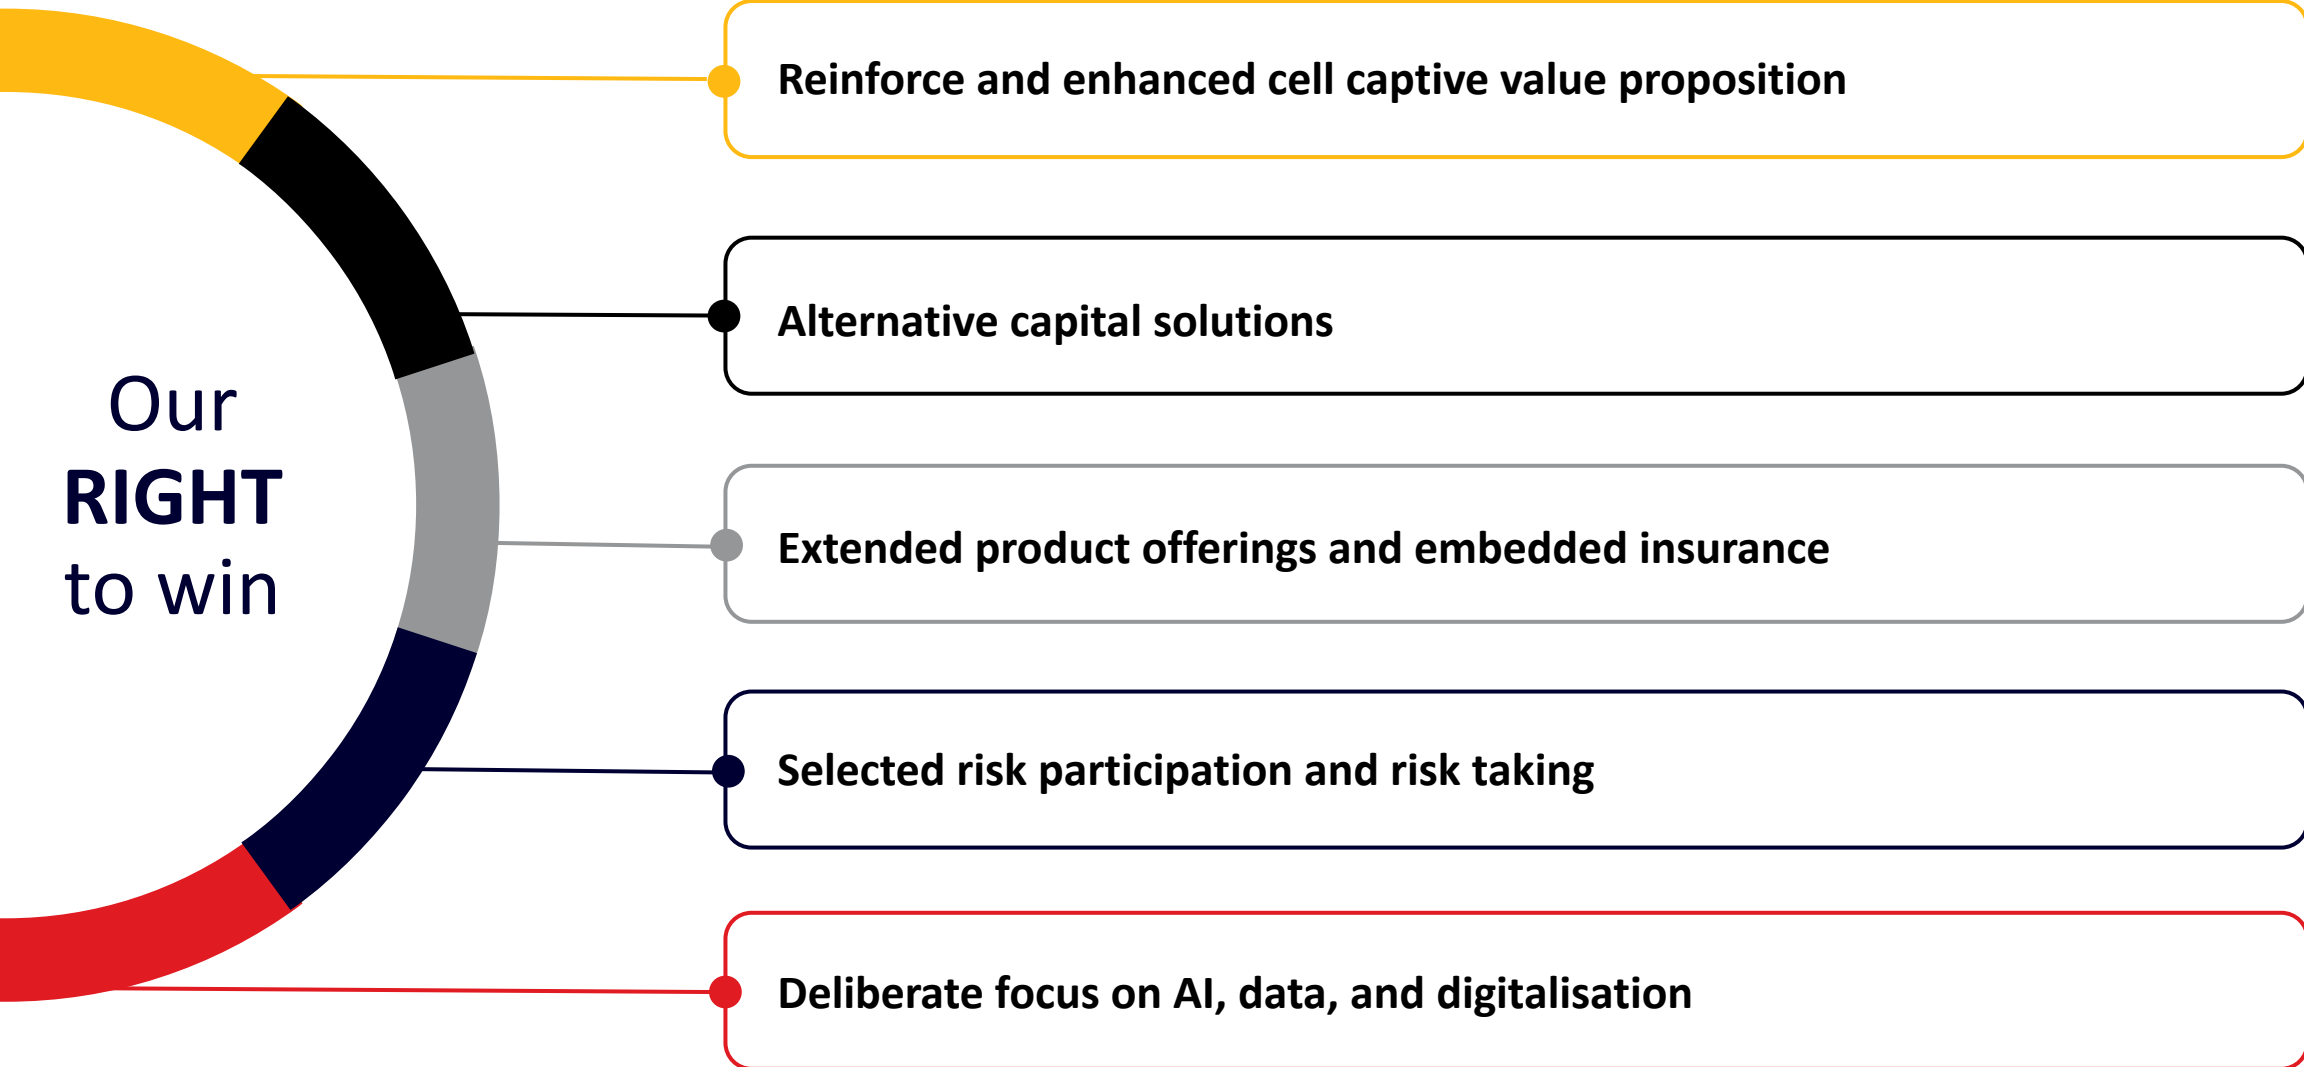 Our
RIGHT
to win
Reinforce and enhanced cell captive value proposition
Alternative capital solutions
Extended product offerings and embedded insurance
Selected risk participation and risk taking
Deliberate focus on AI, data, and digitalisation